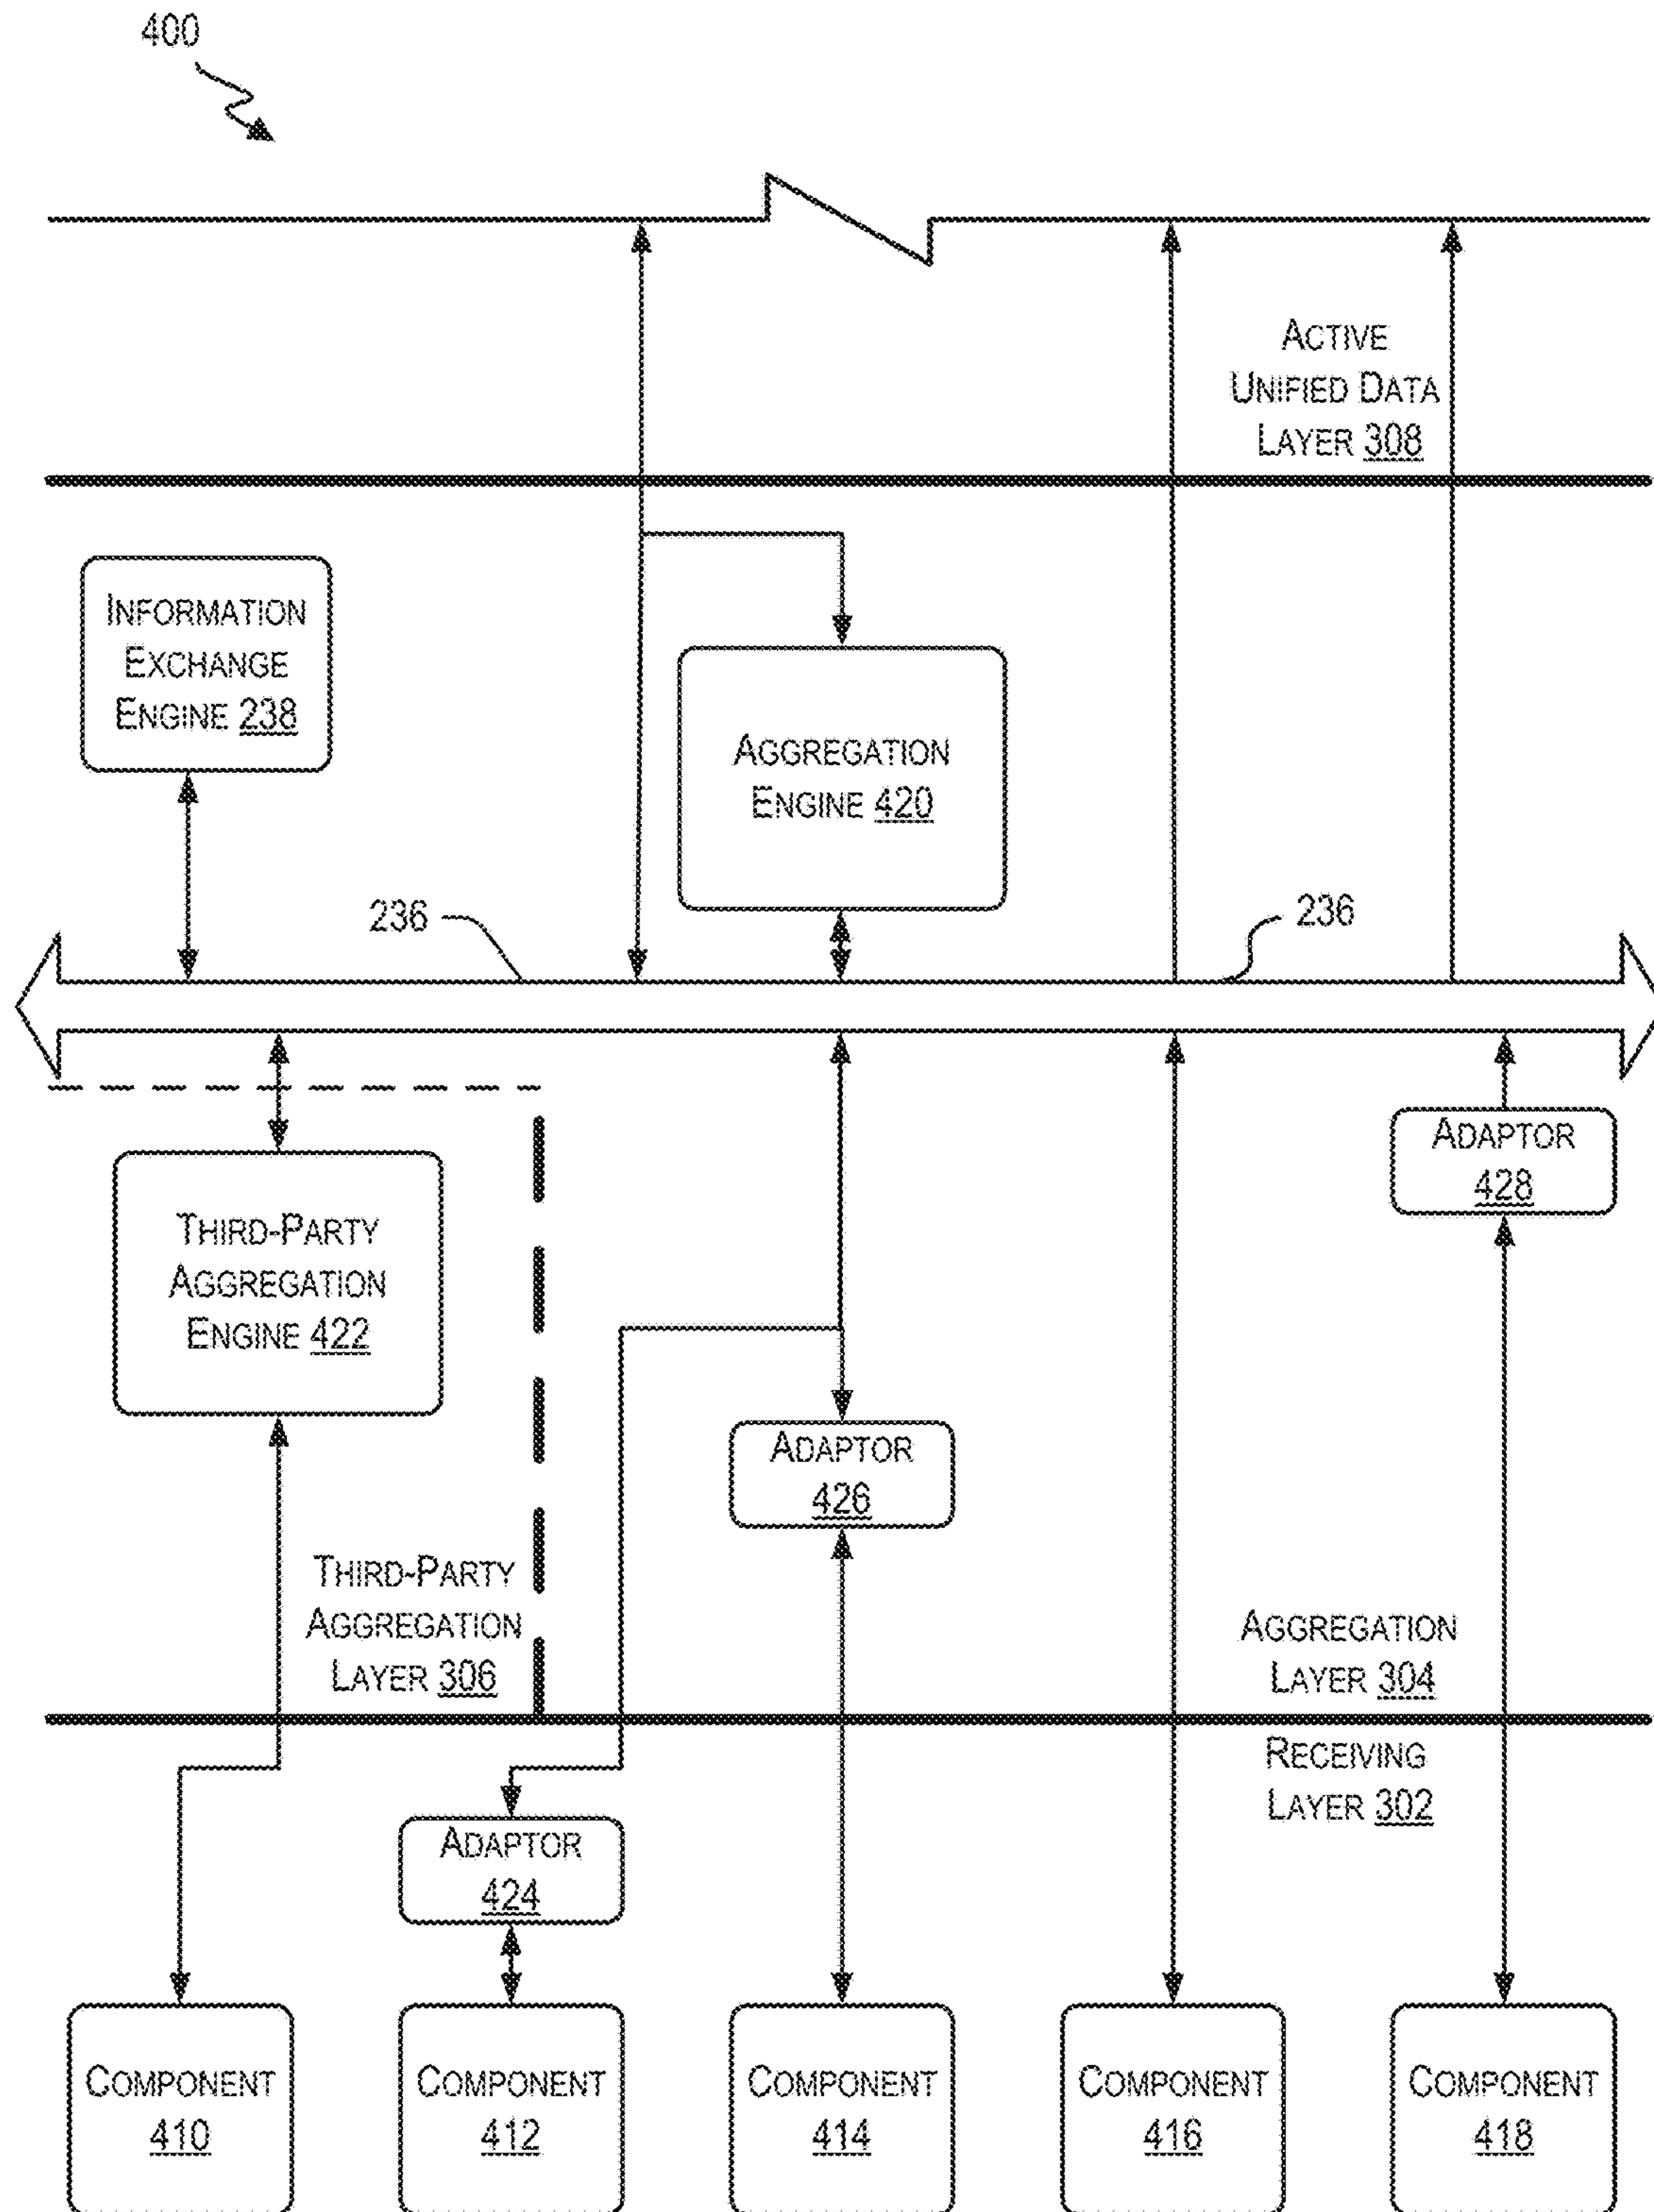 400
ACTIVE
UNIFIED DATA
LAYER 308
INFORMATION
EXCHANGE
ENGINE 238
AGGREGATION
ENGINE 420
236
236
ADAPTOR
428
THIRD-PARTY
AGGREGATION
ENGINE 422
ADAPTOR
426
THIRD-PARTY
AGGREGATION
LAYER 306
AGGREGATION
LAYER 304
RECEIVING
LAYER 302
ADAPTOR
424
COMPONENT
410
COMPONENT
412
COMPONENT
414
COMPONENT
416
COMPONENT
418